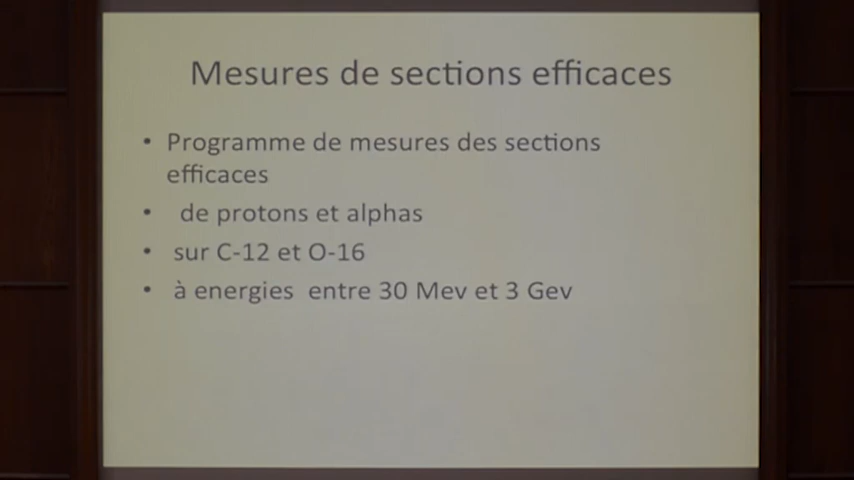 Mesures de sections efficaces
• Programme de mesures des sections
efficaces
• de protons et alphas
• sur C-12 et O-16
• à energies entre 30 Mev et 3 Gev